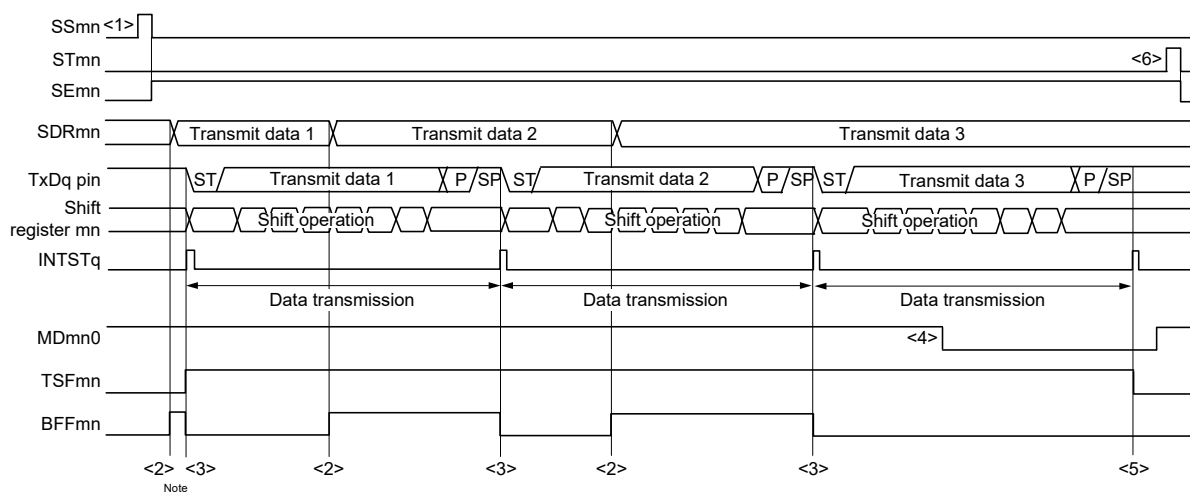 SSmn <1>
STmn <6>
SEmn
SDRmn Transmit data 1 Transmit data 2 Transmit data 3
TxDq pin ST Transmit data 1 P SP ST Transmit data 2 P SP ST Transmit data 3 P SP
Shift
register mn Shift operation Shift operation Shift operation
INTSTq
Data transmission Data transmission Data transmission
MDmn0 <4>
TSFmn
BFFmn
<2> <3> <2> <3> <2> <3> <5>
Note